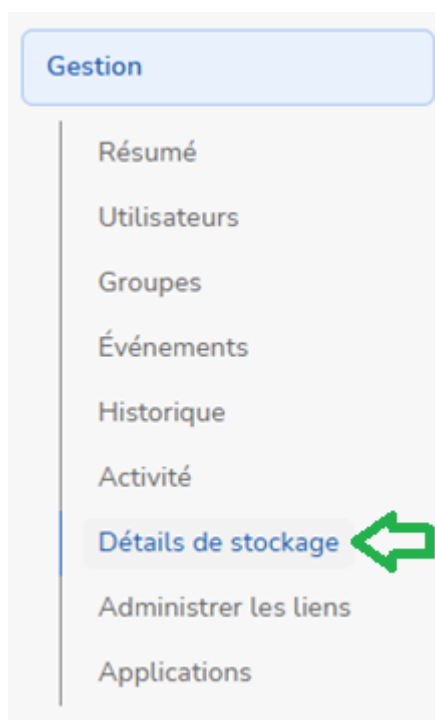 Gestion
Résumé
Utilisateurs
Groupes
Événements
Historique
Activité
Détails de stockage
Administrer les liens
Applications